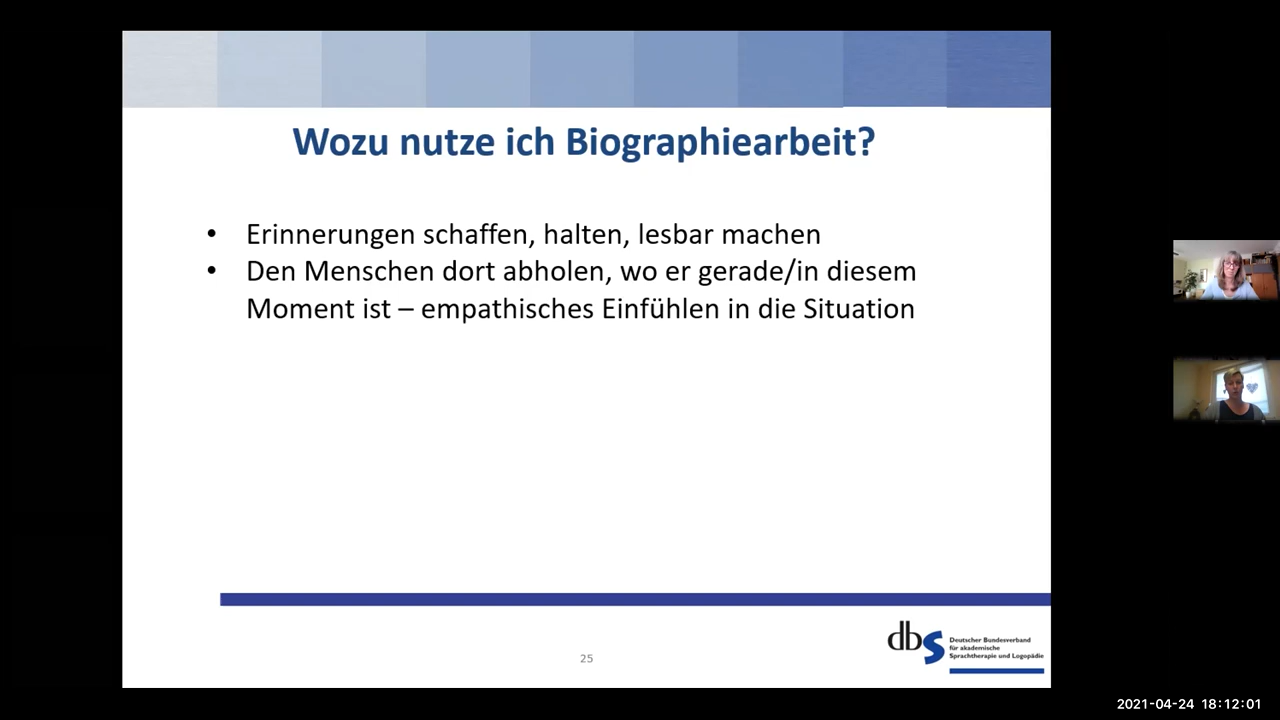 Wozu nutze ich Biographiearbeit?
• Erinnerungen schaffen, halten, lesbar machen
• Den Menschen dort abholen, wo er gerade/in diesem
Moment ist – empathisches Einfühlen in die Situation
25
dbs
Deutscher Bundesverband
für akademische
Sprachtherapie und Logopädie
2021-04-24 18:12:01